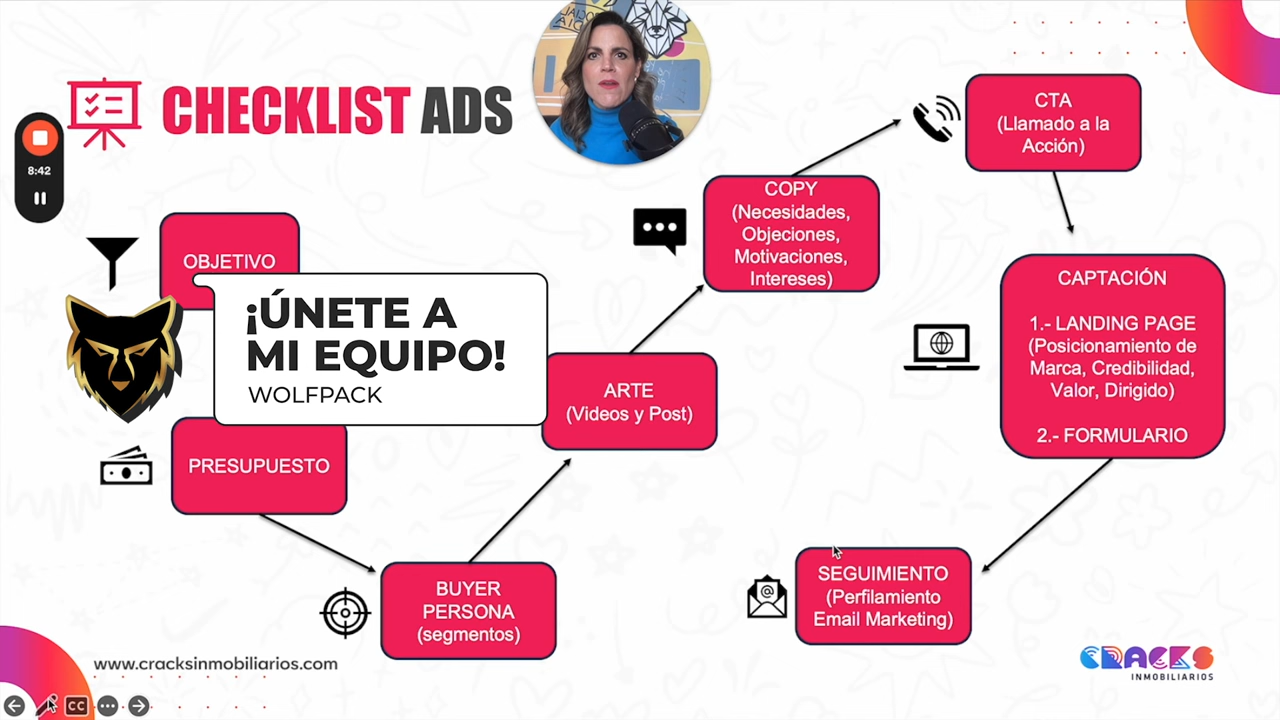 CHECKLIST ADS
8:42
OBJETIVO
¡ÚNETE A
MI EQUIPO!
WOLFPACK
PRESUPUESTO
BUYER
PERSONA
(segmentos)
ARTE
(Videos y Post)
COPY
(Necesidades,
Objeciones,
Motivaciones,
Intereses)
CTA
(Llamado a la
Acción)
CAPTACIÓN
1.- LANDING PAGE
(Posicionamiento de
Marca, Credibilidad,
Valor, Dirigido)
2.- FORMULARIO
SEGUIMIENTO
(Perfilamiento
Email Marketing)
www.cracksinmobiliarios.com
CC
CRACKS
INMOBILIARIOS